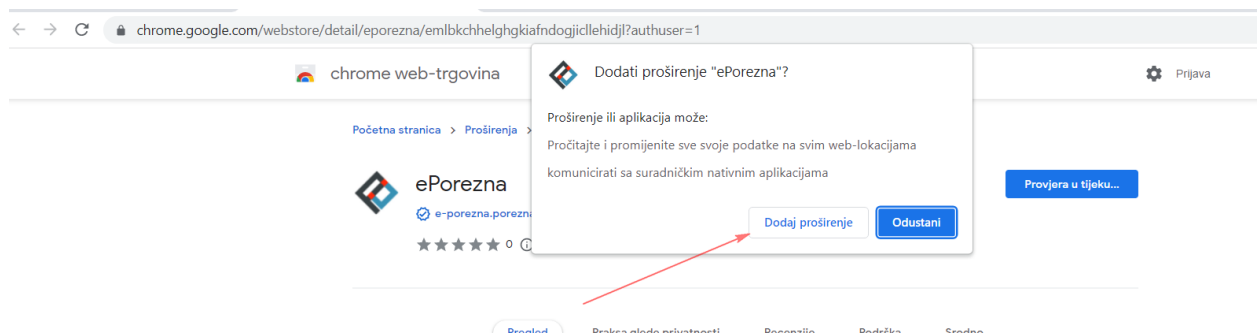 chrome.google.com/webstore/detail/eporezna/emlbkchhelghgkiafndogjicllehidjl?authuser=1
chrome web-trgovina
Prijava
Dodati proširenje "ePorezna"?
Proširenje ili aplikacija može:
Pročitajte i promijenite sve svoje podatke na svim web-lokacijama
komunicirati sa suradničkim nativnim aplikacijama
Dodaj proširenje
Odustani
Početna stranica > Proširenja >
ePorezna
Provjera u tijeku...
e-porezna.porezna
0
Pregled Praksa glede privatnosti Recenzije Podrška Srodno